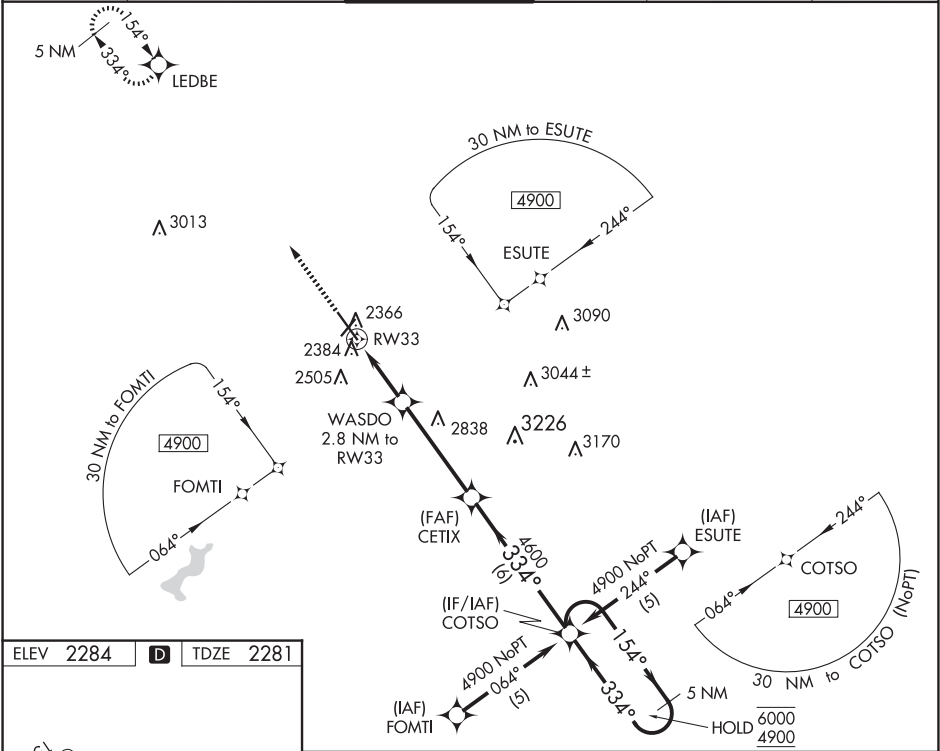 5 NM
154°
334°
LEDBE
30 NM to ESUTE
4900
154°
244°
ESUTE
3013
2366
RW33
2384
2505
3090
3044±
WASDO
2.8 NM to
RW33
2838
3226
3170
30 NM to FOMTI
154°
4900
FOMTI
064°
(FAF)
CETIX
4600
334°
(6)
(IAF)
ESUTE
4900 NoPT
244°
(5)
244°
COTSO
064°
4900
30 NM to COTSO (NoPT)
(IF/IAF)
COTSO
154°
334°
4900 NoPT
064°
(5)
(IAF)
FOMTI
5 NM
HOLD
6000
4900
ELEV 2284
D
TDZE 2281